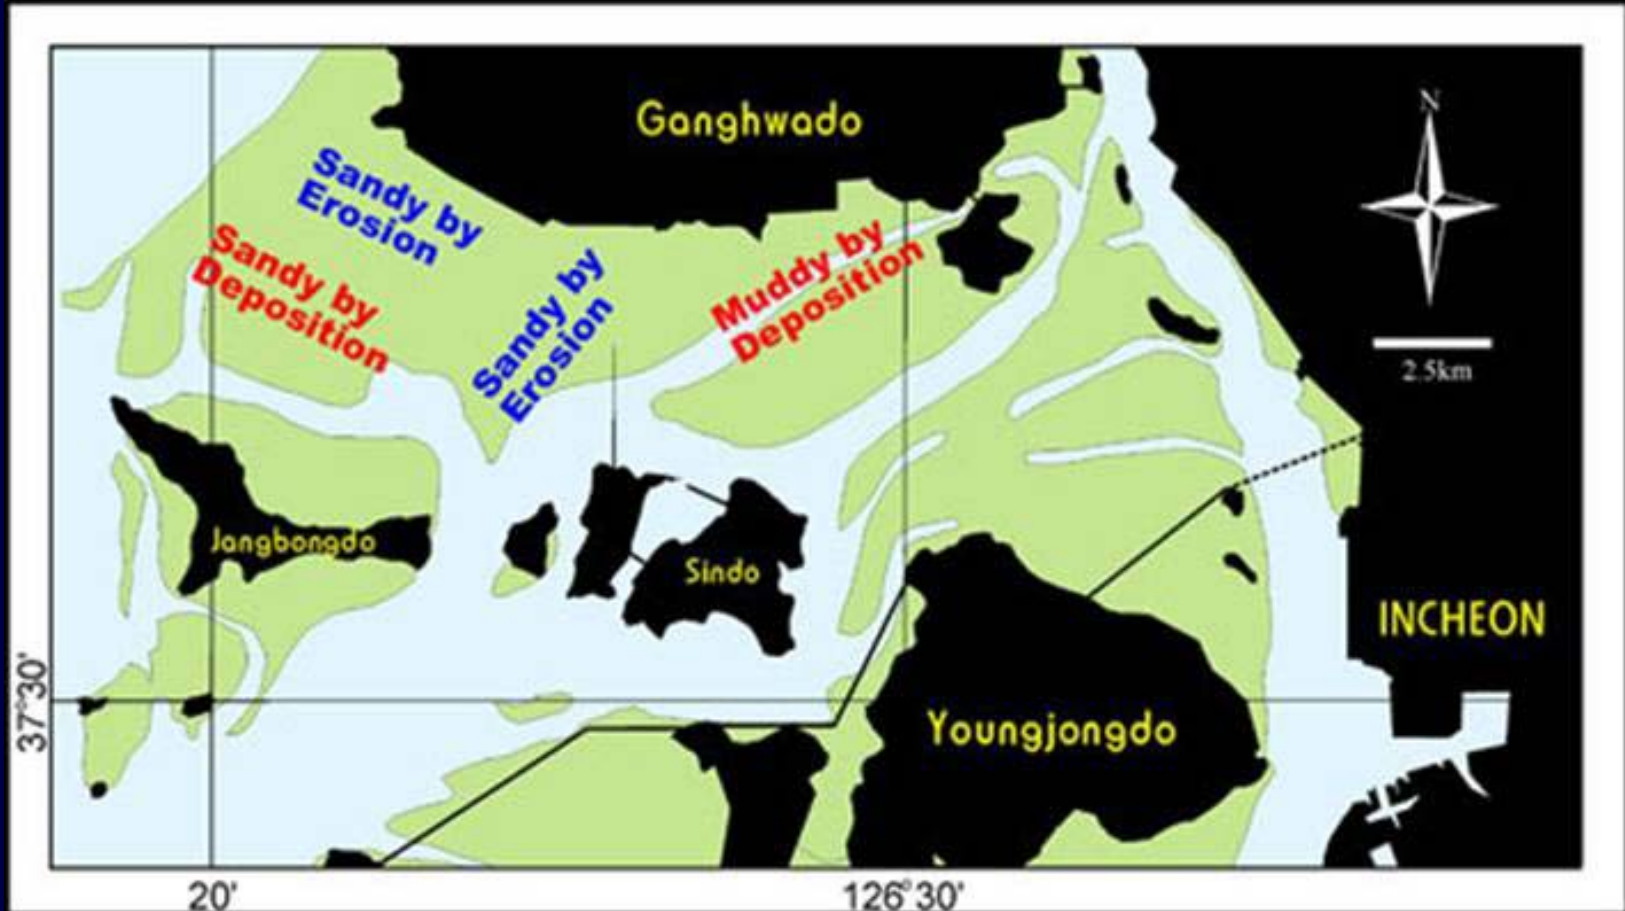 Ganghwado
N
Sandy by
Erosion
Sandy by
Deposition
Sandy by
Erosion
Muddy by
Deposition
2.5km
Jangbongdo
Sindo
INCHEON
Youngjongdo
37°30'
20'
126°30'